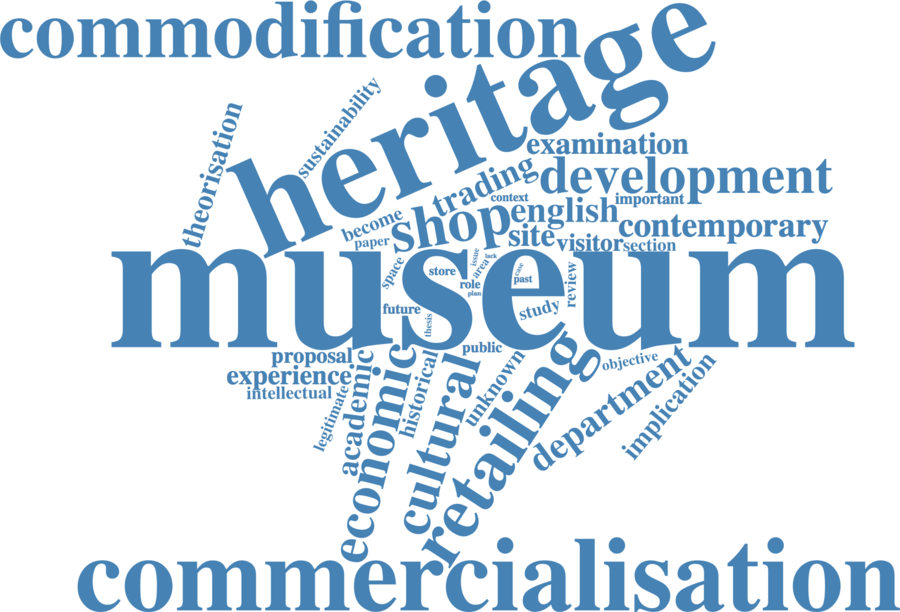 commodification
heritage
sustainability
theorisation
examination
development
trading
context
important
become
shop
english
contemporary
paper
site
visitor
section
museum
space
store
issue
area
lack
role
plan
case
past
review
future
thesis
study
public
proposal
experience
intellectual
legitimate
academic
economic
historical
cultural
unknown
retailing
objective
department
implication
commercialisation